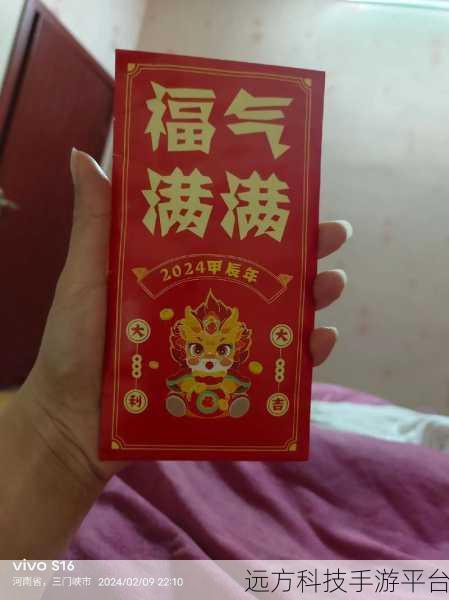 福气
满满
2024甲辰年
大利
大吉
vivo S16
河南省，三门峡市 2024/02/09 22:10
远方科技手游平台